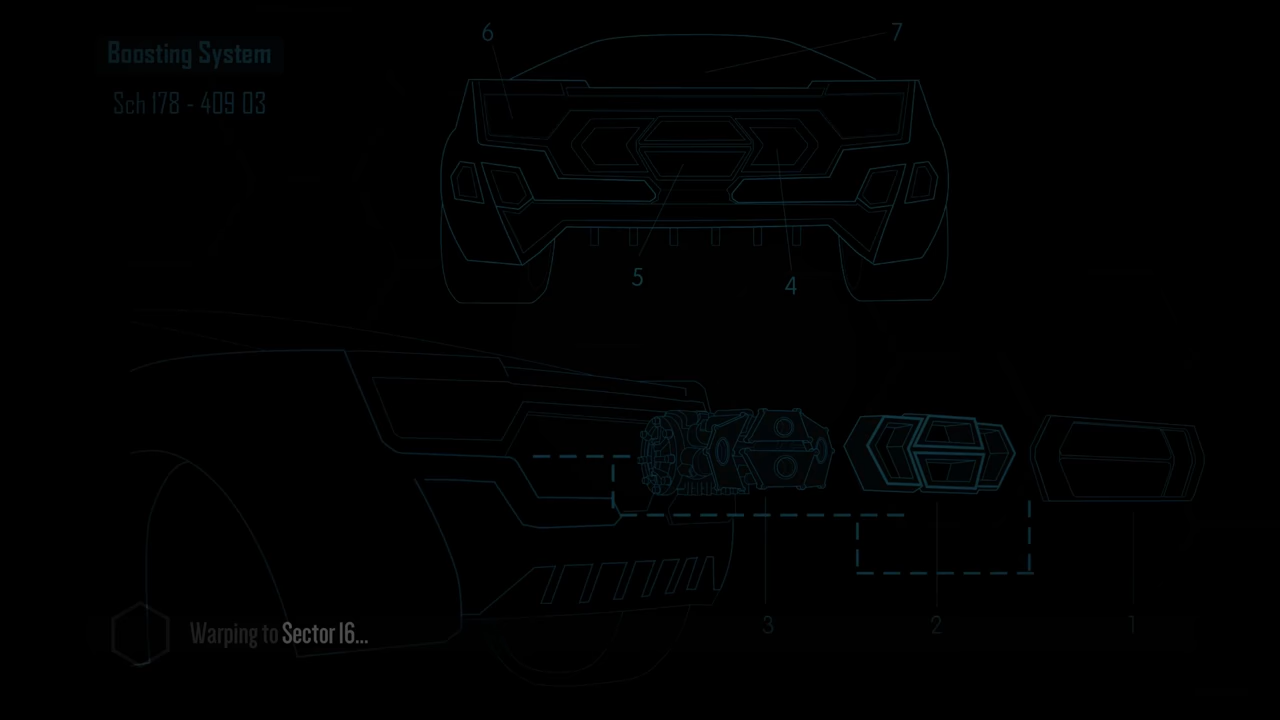 Boosting System
Sch 178 - 409 03
6
7
5
4
3
2
1
Warping to Sector 16...